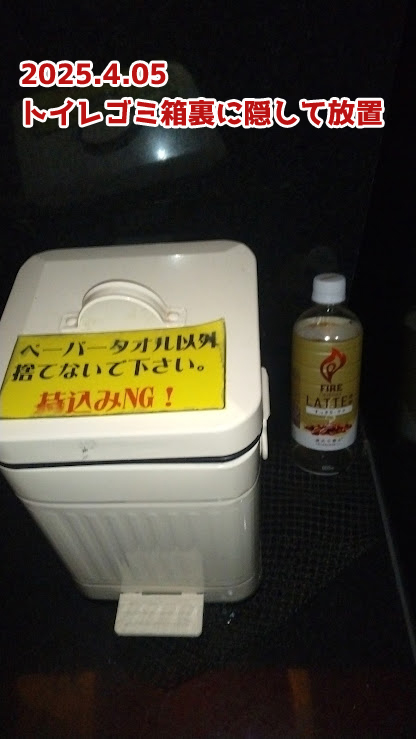 2025.4.05
トイレゴミ箱裏に隠して放置
ペーパータオル以外
捨てないで下さい。
持込みNG!
FIRE
LATTE